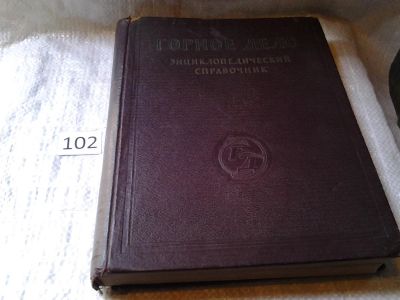 ГОРНОЕ ДЕЛО
ЭНЦИКЛОПЕДИЧЕСКИЙ
СПРАВОЧНИК
102